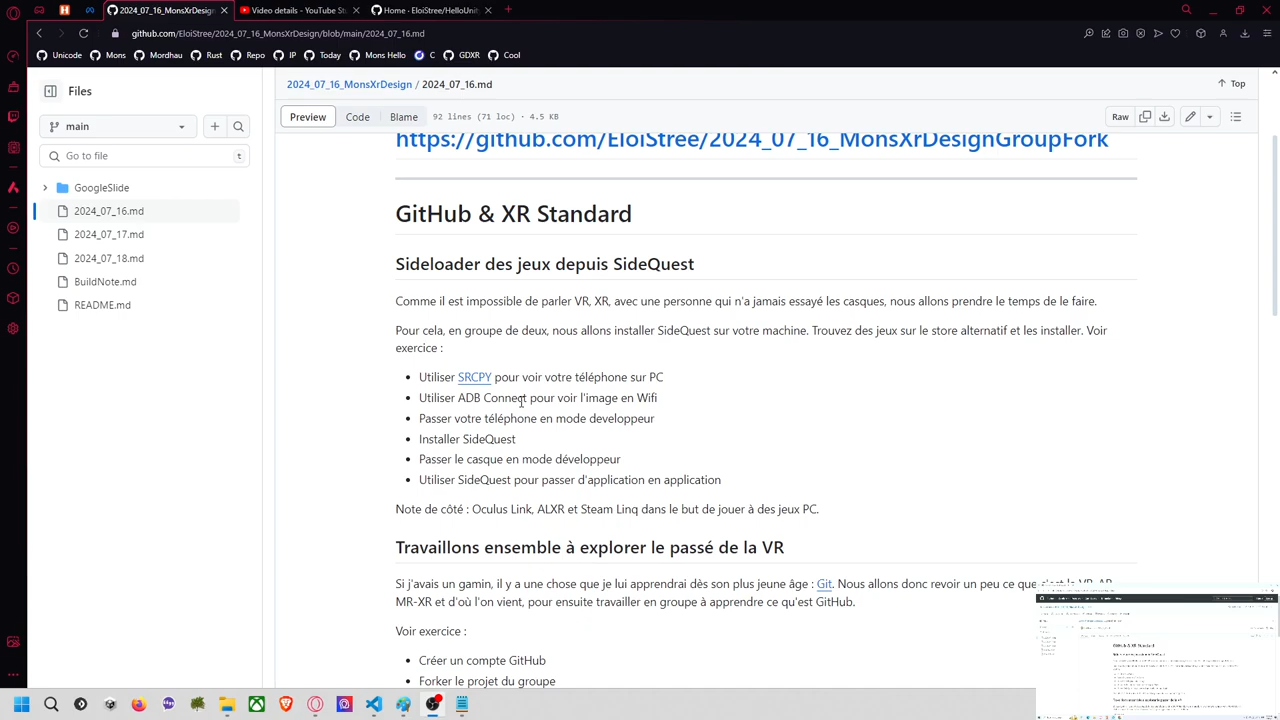 2024_07_16_MonsXrDesign
Video details - YouTube St
Home · EloiStree/HelloUnity
github.com/EloiStree/2024_07_16_MonsXrDesign/blob/main/2024_07_16.md
Unicode
Mons
Mordhau
Rust
Repo
IP
Today
Mons Hello
C
GDXR
Cool
Files
main
Go to file
t
GoogleSlide
2024_07_16.md
2024_07_17.md
2024_07_18.md
BuildNote.md
README.md
2024_07_16_MonsXrDesign / 2024_07_16.md
Top
Preview
Code
Blame
92 lines (71 loc) · 4.5 KB
Raw
https://github.com/EloiStree/2024_07_16_MonsXrDesignGroupFork
GitHub & XR Standard
Sideloader des jeux depuis SideQuest
Comme il est impossible de parler VR, XR, avec une personne qui n'a jamais essayé les casques, nous allons prendre le temps de le faire.
Pour cela, en groupe de deux, nous allons installer SideQuest sur votre machine. Trouvez des jeux sur le store alternatif et les installer. Voir
exercice :
• Utiliser SRCPY pour voir votre téléphone sur PC
• Utiliser ADB Connect pour voir l'image en Wifi
• Passer votre téléphone en mode developpeur
• Installer SideQuest
• Passer le casque en mode développeur
• Utiliser SideQuest pour passer d'application en application
Note de côté : Oculus Link, ALXR et Steam Linq dans le but de jouer à des jeux PC.
Travaillons ensemble à explorer le passé de la VR
Si j'avais un gamin, il y a une chose que je lui apprendrai dès son plus jeune âge : Git. Nous allons donc revoir un peu ce que c'est la VR, AR,
MR, XR et d'où l'on vient pour ensuite travailler en groupe à apprendre ce qu'est GitHub.
Voir exercice :
compte GitHub